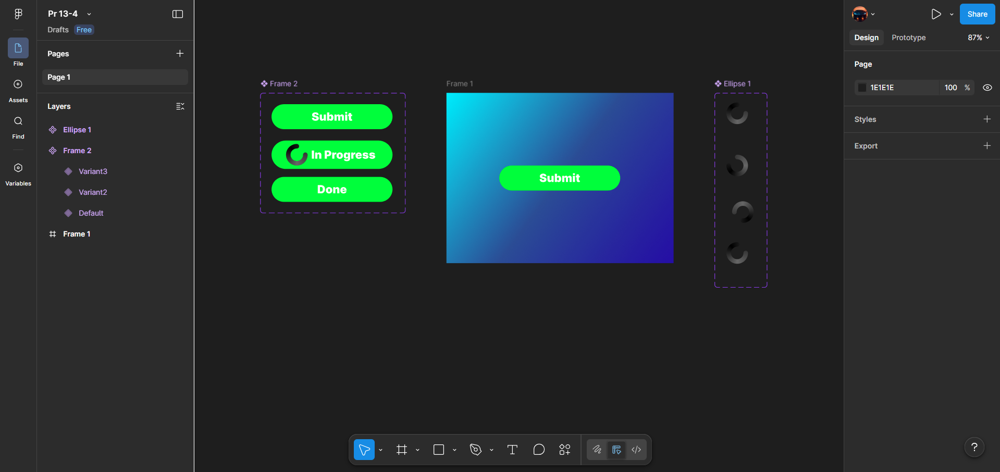 Pr 13-4
Drafts Free
Pages
Page 1
Layers
Ellipse 1
Frame 2
Variant3
Variant2
Default
Frame 1
File
Assets
Find
Variables
Frame 2
Submit
In Progress
Done
Frame 1
Submit
Ellipse 1
Share
Design Prototype 87%
Page
1E1E1E 100 %
Styles
Export
?